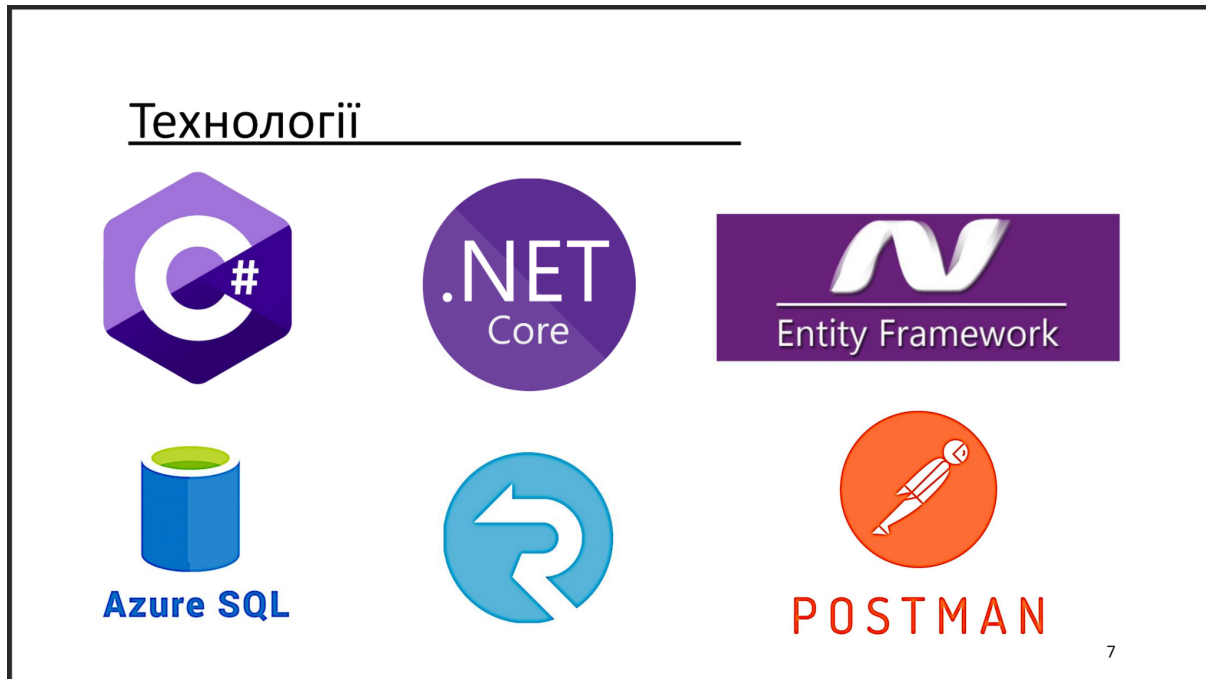 Технології
C#
.NET
Core
Entity Framework
Azure SQL
POSTMAN
7